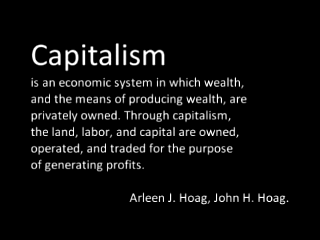 Capitalism
is an economic system in which wealth,
and the means of producing wealth, are
privately owned. Through capitalism,
the land, labor, and capital are owned,
operated, and traded for the purpose
of generating profits.
Arleen J. Hoag, John H. Hoag.